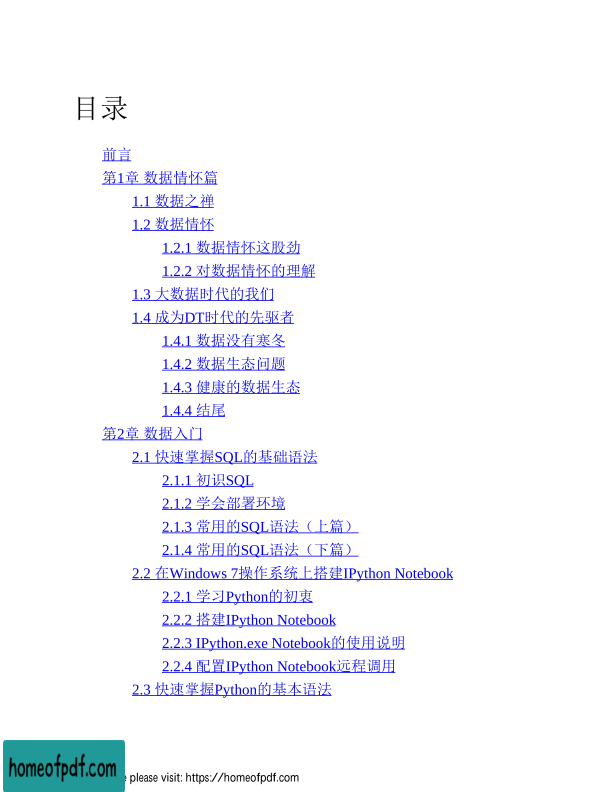 目录
前言
第1章 数据情怀篇
1.1 数据之禅
1.2 数据情怀
1.2.1 数据情怀这股劲
1.2.2 对数据情怀的理解
1.3 大数据时代的我们
1.4 成为DT时代的先驱者
1.4.1 数据没有寒冬
1.4.2 数据生态问题
1.4.3 健康的数据生态
1.4.4 结尾
第2章 数据入门
2.1 快速掌握SQL的基础语法
2.1.1 初识SQL
2.1.2 学会部署环境
2.1.3 常用的SQL语法（上篇）
2.1.4 常用的SQL语法（下篇）
2.2 在Windows 7操作系统上搭建IPython Notebook
2.2.1 学习Python的初衷
2.2.2 搭建IPython Notebook
2.2.3 IPython.exe Notebook的使用说明
2.2.4 配置IPython Notebook远程调用
2.3 快速掌握Python的基本语法
homeofpdf.com
please visit: https://homeofpdf.com